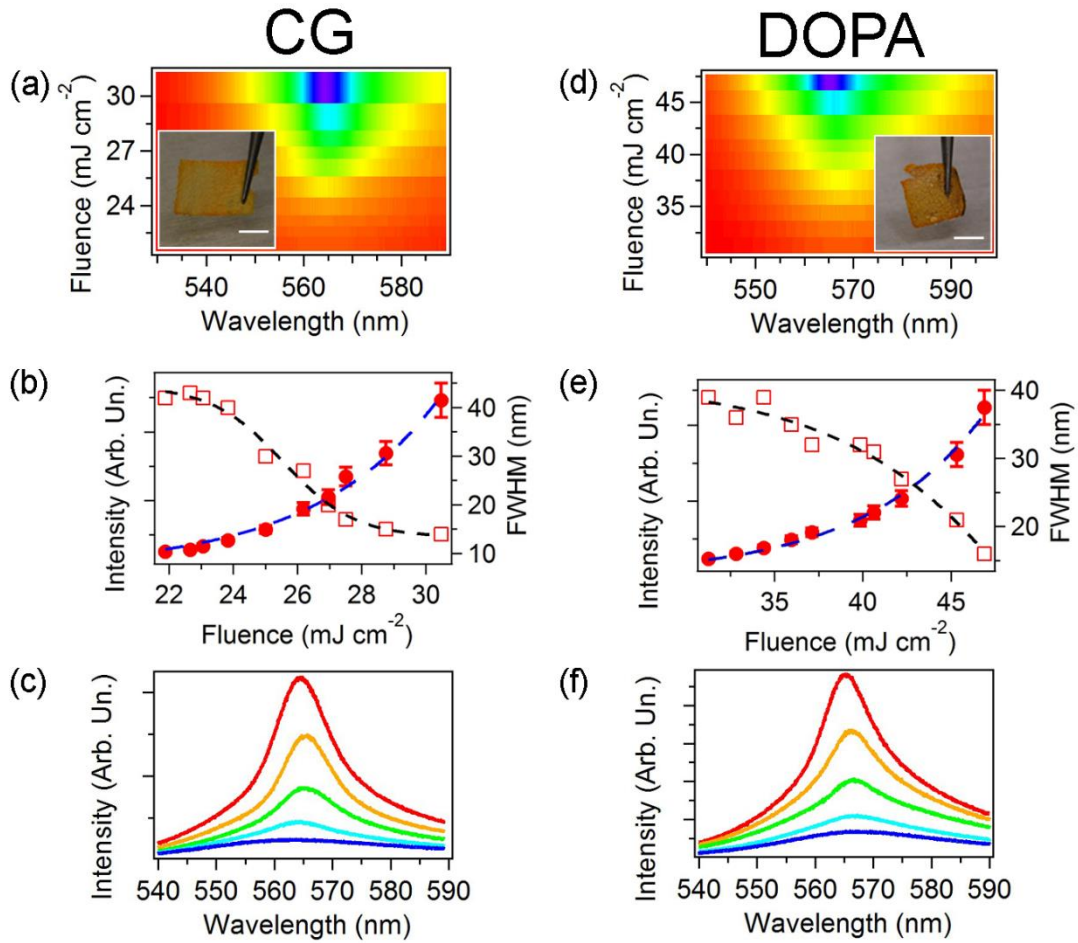 CG
DOPA
(a)
Fluence (mJ cm⁻²)
30
27
24
540
560
580
Wavelength (nm)
(d)
Fluence (mJ cm⁻²)
45
40
35
550
570
590
Wavelength (nm)
(b)
Intensity (Arb. Un.)
40
30
20
10
FWHM (nm)
22
24
26
28
30
Fluence (mJ cm⁻²)
(e)
Intensity (Arb. Un.)
40
30
20
FWHM (nm)
35
40
45
Fluence (mJ cm⁻²)
(c)
Intensity (Arb. Un.)
540
550
560
570
580
590
Wavelength (nm)
(f)
Intensity (Arb. Un.)
540
550
560
570
580
590
Wavelength (nm)